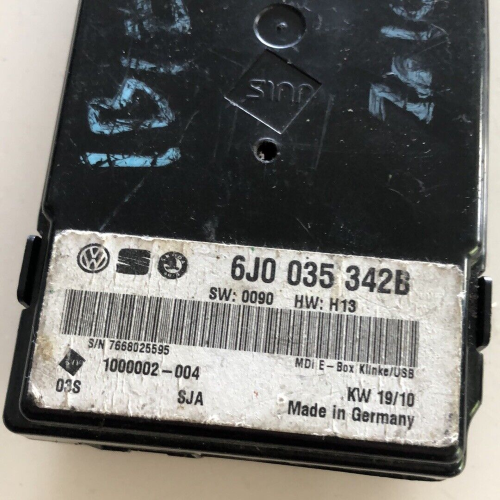 6J0 035 342B
SW: 0090 HW: H13
S/N 7668025595
MDI E-Box Klinke/USB
1000002-004
03S
SJA
KW 19/10
Made in Germany